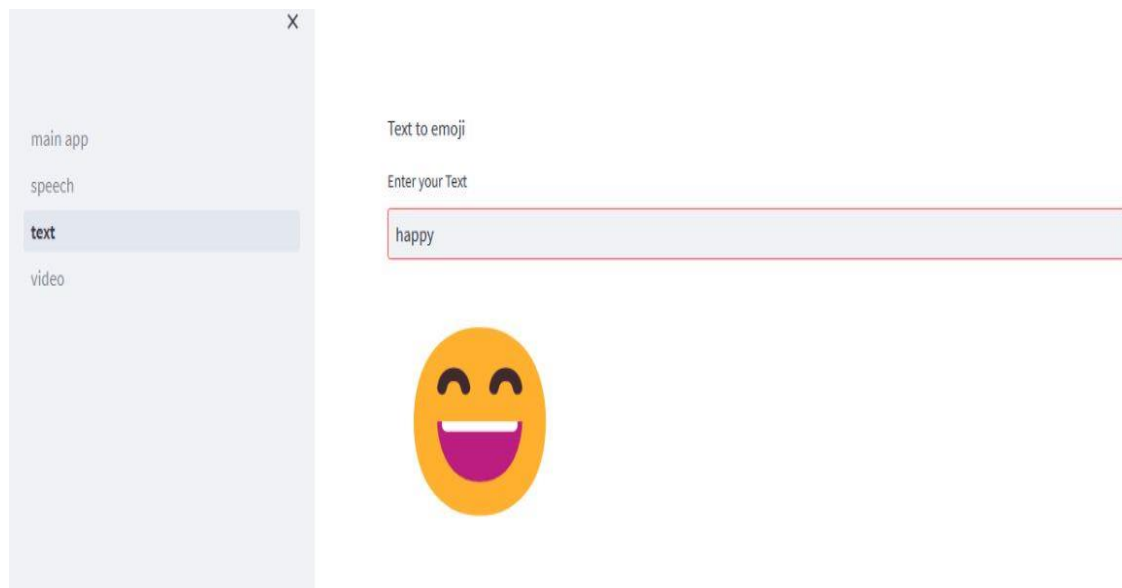 main app
speech
text
video
Text to emoji
Enter your Text
happy